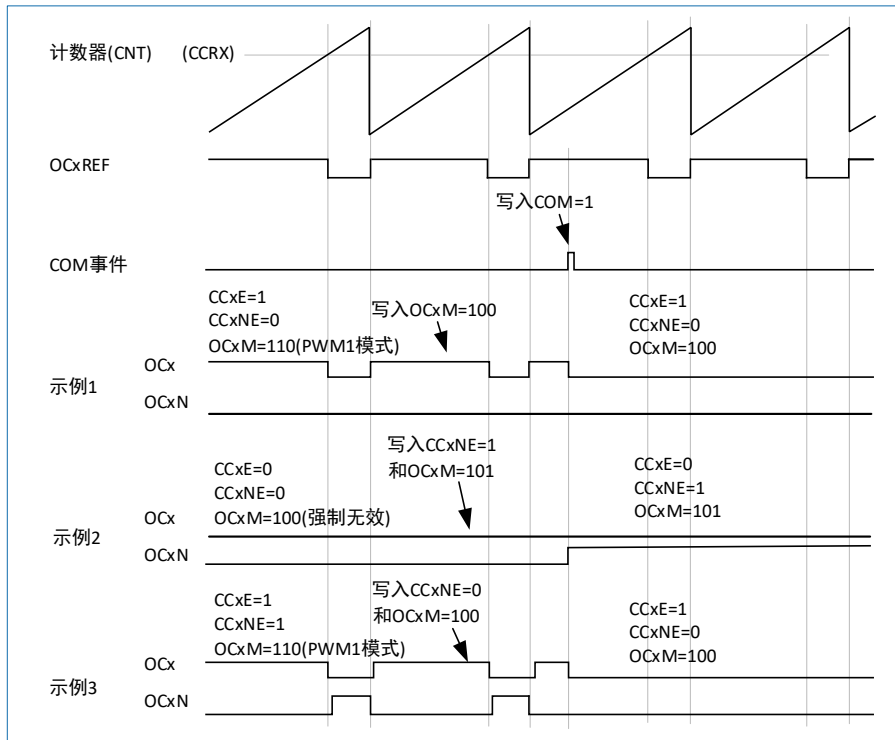 计数器(CNT) (CCRX)
OCxREF
写入COM=1
COM事件
CCxE=1
CCxNE=0
OCxM=110(PWM1模式)
写入OCxM=100
CCxE=1
CCxNE=0
OCxM=100
OCx
示例1
OCxN
CCxE=0
CCxNE=0
OCxM=100(强制无效)
写入CCxNE=1
和OCxM=101
CCxE=0
CCxNE=1
OCxM=101
OCx
示例2
OCxN
CCxE=1
CCxNE=1
OCxM=110(PWM1模式)
写入CCxNE=0
和OCxM=100
CCxE=1
CCxNE=0
OCxM=100
OCx
示例3
OCxN